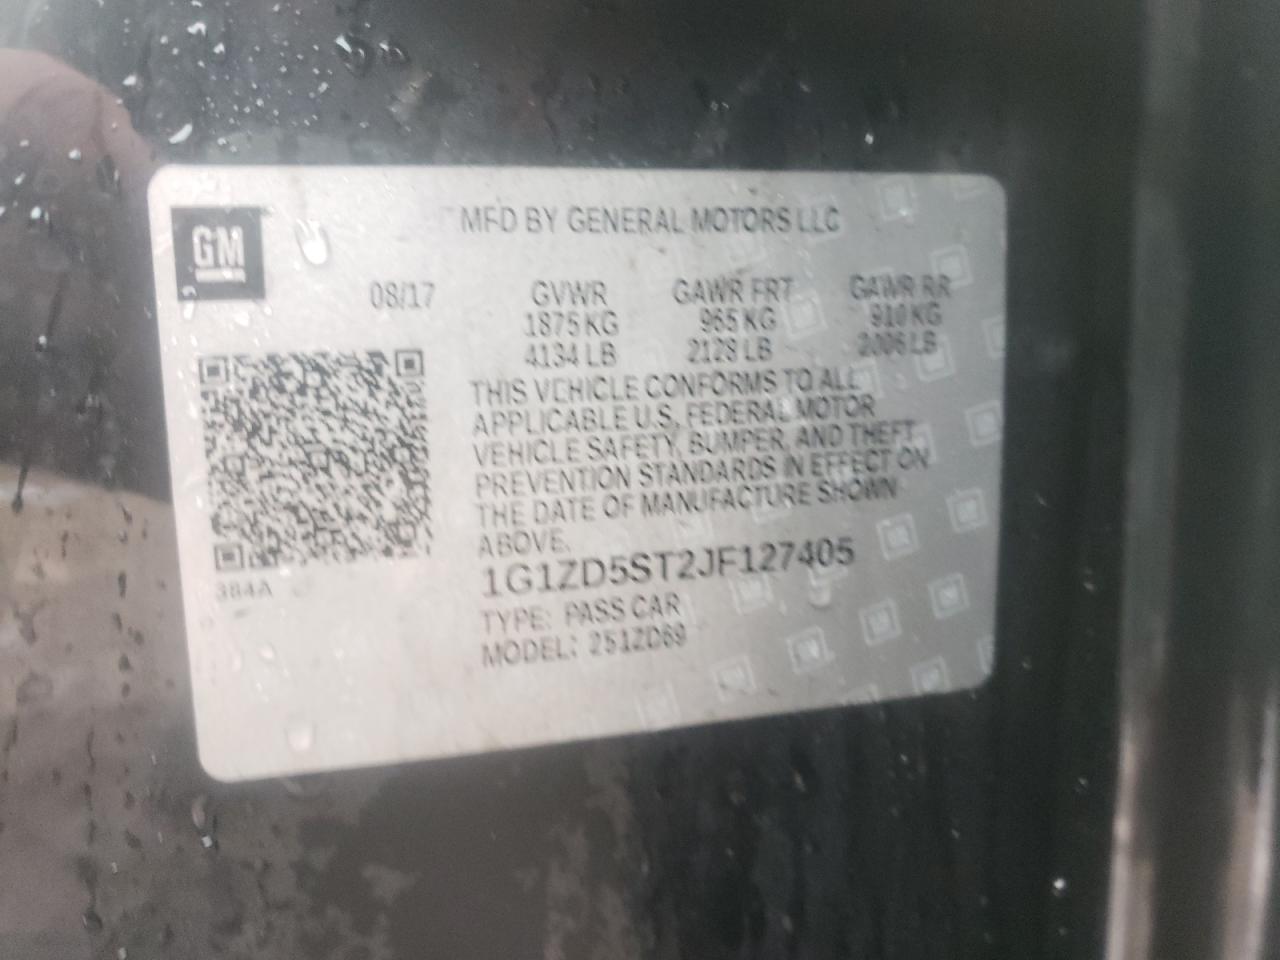 GM
MFD BY GENERAL MOTORS LLC
08/17 GVWR GAWR FRT GAWR RR
1875 KG 965 KG 910 KG
4134 LB 2128 LB 2006 LB
THIS VEHICLE CONFORMS TO ALL
APPLICABLE U.S. FEDERAL MOTOR
VEHICLE SAFETY, BUMPER, AND THEFT
PREVENTION STANDARDS IN EFFECT ON
THE DATE OF MANUFACTURE SHOWN
ABOVE.
1G1ZD5ST2JF127405
384A
TYPE: PASS CAR
MODEL: 251ZD69